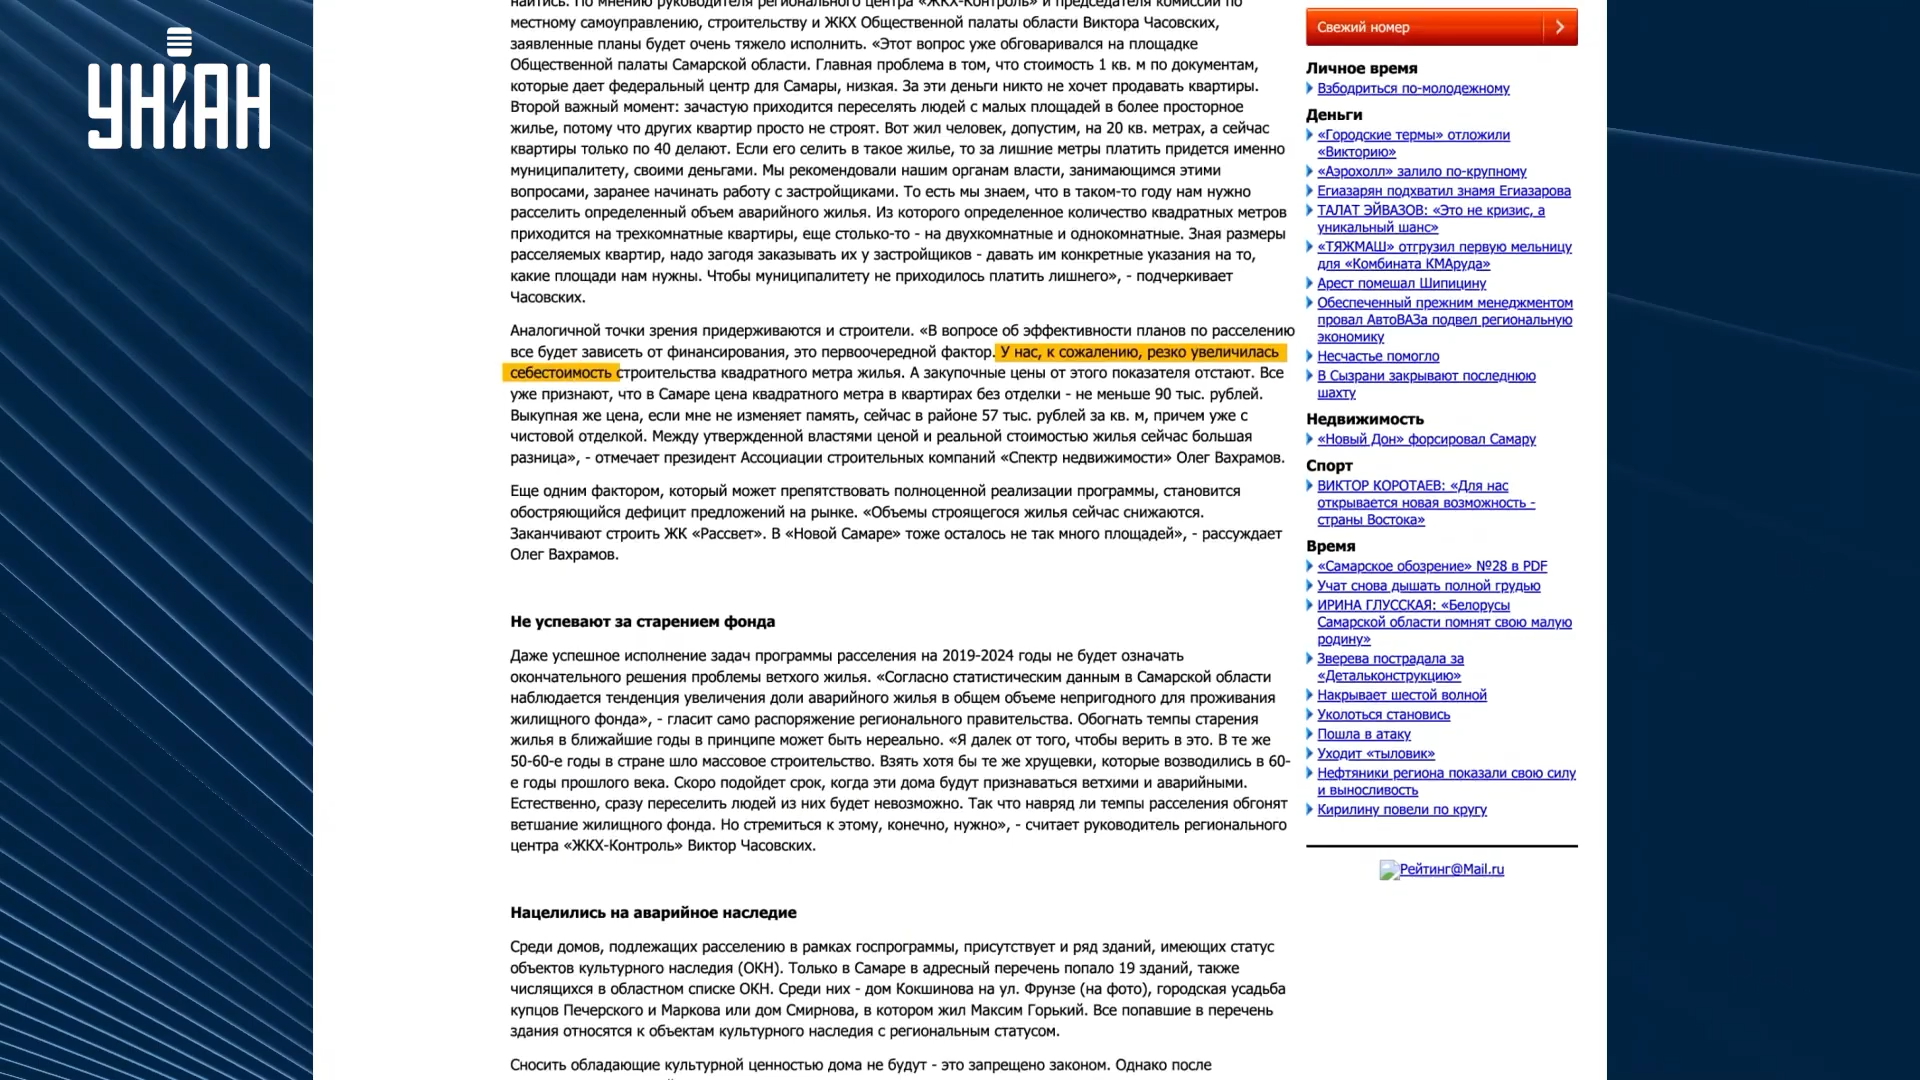 УНІАН
найтись. По мнению руководителя регионального центра «ЖКХ-Контроль» и председателя комиссии по
местному самоуправлению, строительству и ЖКХ Общественной палаты области Виктора Часовских,
заявленные планы будет очень тяжело исполнить. «Этот вопрос уже обговаривался на площадке
Общественной палаты Самарской области. Главная проблема в том, что стоимость 1 кв. м по документам,
которые дает федеральный центр для Самары, низкая. За эти деньги никто не хочет продавать квартиры.
Второй важный момент: зачастую приходится переселять людей с малых площадей в более просторное
жилье, потому что других квартир просто не строят. Вот жил человек, допустим, на 20 кв. метрах, а сейчас
квартиры только по 40 делают. Если его селить в такое жилье, то за лишние метры платить придется именно
муниципалитету, своими деньгами. Мы рекомендовали нашим органам власти, занимающимся этими
вопросами, заранее начинать работу с застройщиками. То есть мы знаем, что в таком-то году нам нужно
расселить определенный объем аварийного жилья. Из которого определенное количество квадратных метров
приходится на трехкомнатные квартиры, еще столько-то - на двухкомнатные и однокомнатные. Зная размеры
расселяемых квартир, надо загодя заказывать их у застройщиков - давать им конкретные указания на то,
какие площади нам нужны. Чтобы муниципалитету не приходилось платить лишнего», - подчеркивает
Часовских.
Аналогичной точки зрения придерживаются и строители. «В вопросе об эффективности планов по расселению
все будет зависеть от финансирования, это первоочередной фактор. У нас, к сожалению, резко увеличилась
себестоимость строительства квадратного метра жилья. А закупочные цены от этого показателя отстают. Все
уже признают, что в Самаре цена квадратного метра в квартирах без отделки - не меньше 90 тыс. рублей.
Выкупная же цена, если мне не изменяет память, сейчас в районе 57 тыс. рублей за кв. м, причем уже с
чистовой отделкой. Между утвержденной властями ценой и реальной стоимостью жилья сейчас большая
разница», - отмечает президент Ассоциации строительных компаний «Спектр недвижимости» Олег Вахрамов.
Еще одним фактором, который может препятствовать полноценной реализации программы, становится
обостряющийся дефицит предложений на рынке. «Объемы строящегося жилья сейчас снижаются.
Заканчивают строить ЖК «Рассвет». В «Новой Самаре» тоже осталось не так много площадей», - рассуждает
Олег Вахрамов.
Не успевают за старением фонда
Даже успешное исполнение задач программы расселения на 2019-2024 годы не будет означать
окончательного решения проблемы ветхого жилья. «Согласно статистическим данным в Самарской области
наблюдается тенденция увеличения доли аварийного жилья в общем объеме непригодного для проживания
жилищного фонда», - гласит само распоряжение регионального правительства. Обогнать темпы старения
жилья в ближайшие годы в принципе может быть нереально. «Я далек от того, чтобы верить в это. В те же
50-60-е годы в стране шло массовое строительство. Взять хотя бы те же хрущевки, которые возводились в 60-
е годы прошлого века. Скоро подойдет срок, когда эти дома будут признаваться ветхими и аварийными.
Естественно, сразу переселить людей из них будет невозможно. Так что навряд ли темпы расселения обгонят
ветшание жилищного фонда. Но стремиться к этому, конечно, нужно», - считает руководитель регионального
центра «ЖКХ-Контроль» Виктор Часовских.
Нацелились на аварийное наследие
Среди домов, подлежащих расселению в рамках госпрограммы, присутствует и ряд зданий, имеющих статус
объектов культурного наследия (ОКН). Только в Самаре в адресный перечень попало 19 зданий, также
числящихся в областном списке ОКН. Среди них - дом Кокшинова на ул. Фрунзе (на фото), городская усадьба
купцов Печерского и Маркова или дом Смирнова, в котором жил Максим Горький. Все попавшие в перечень
здания относятся к объектам культурного наследия с региональным статусом.
Сносить обладающие культурной ценностью дома не будут - это запрещено законом. Однако после
Свежий номер
Личное время
Взбодриться по-молодежному
Деньги
«Городские термы» отложили
«Викторию»
«Аэрохолл» залило по-крупному
Егиазарян подхватил знамя Егиазарова
ТАЛАТ ЭЙВАЗОВ: «Это не кризис, а
уникальный шанс»
«ТЯЖМАШ» отгрузил первую мельницу
для «Комбината КМАруда»
Арест помешал Шипицину
Обеспеченный прежним менеджментом
провал АвтоВАЗа подвел региональную
экономику
Несчастье помогло
В Сызрани закрывают последнюю
шахту
Недвижимость
«Новый Дон» форсировал Самару
Спорт
ВИКТОР КОРОТАЕВ: «Для нас
открывается новая возможность -
страны Востока»
Время
«Самарское обозрение» №28 в PDF
Учат снова дышать полной грудью
ИРИНА ГЛУССКАЯ: «Белорусы
Самарской области помнят свою малую
родину»
Зверева пострадала за
«Детальконструкцию»
Накрывает шестой волной
Уколоться становись
Пошла в атаку
Уходит «тыловик»
Нефтяники региона показали свою силу
и выносливость
Кирилину повели по кругу
Рейтинг@Mail.ru